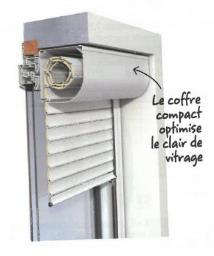 Le coffre
compact
optimise
le clair de
vitrage